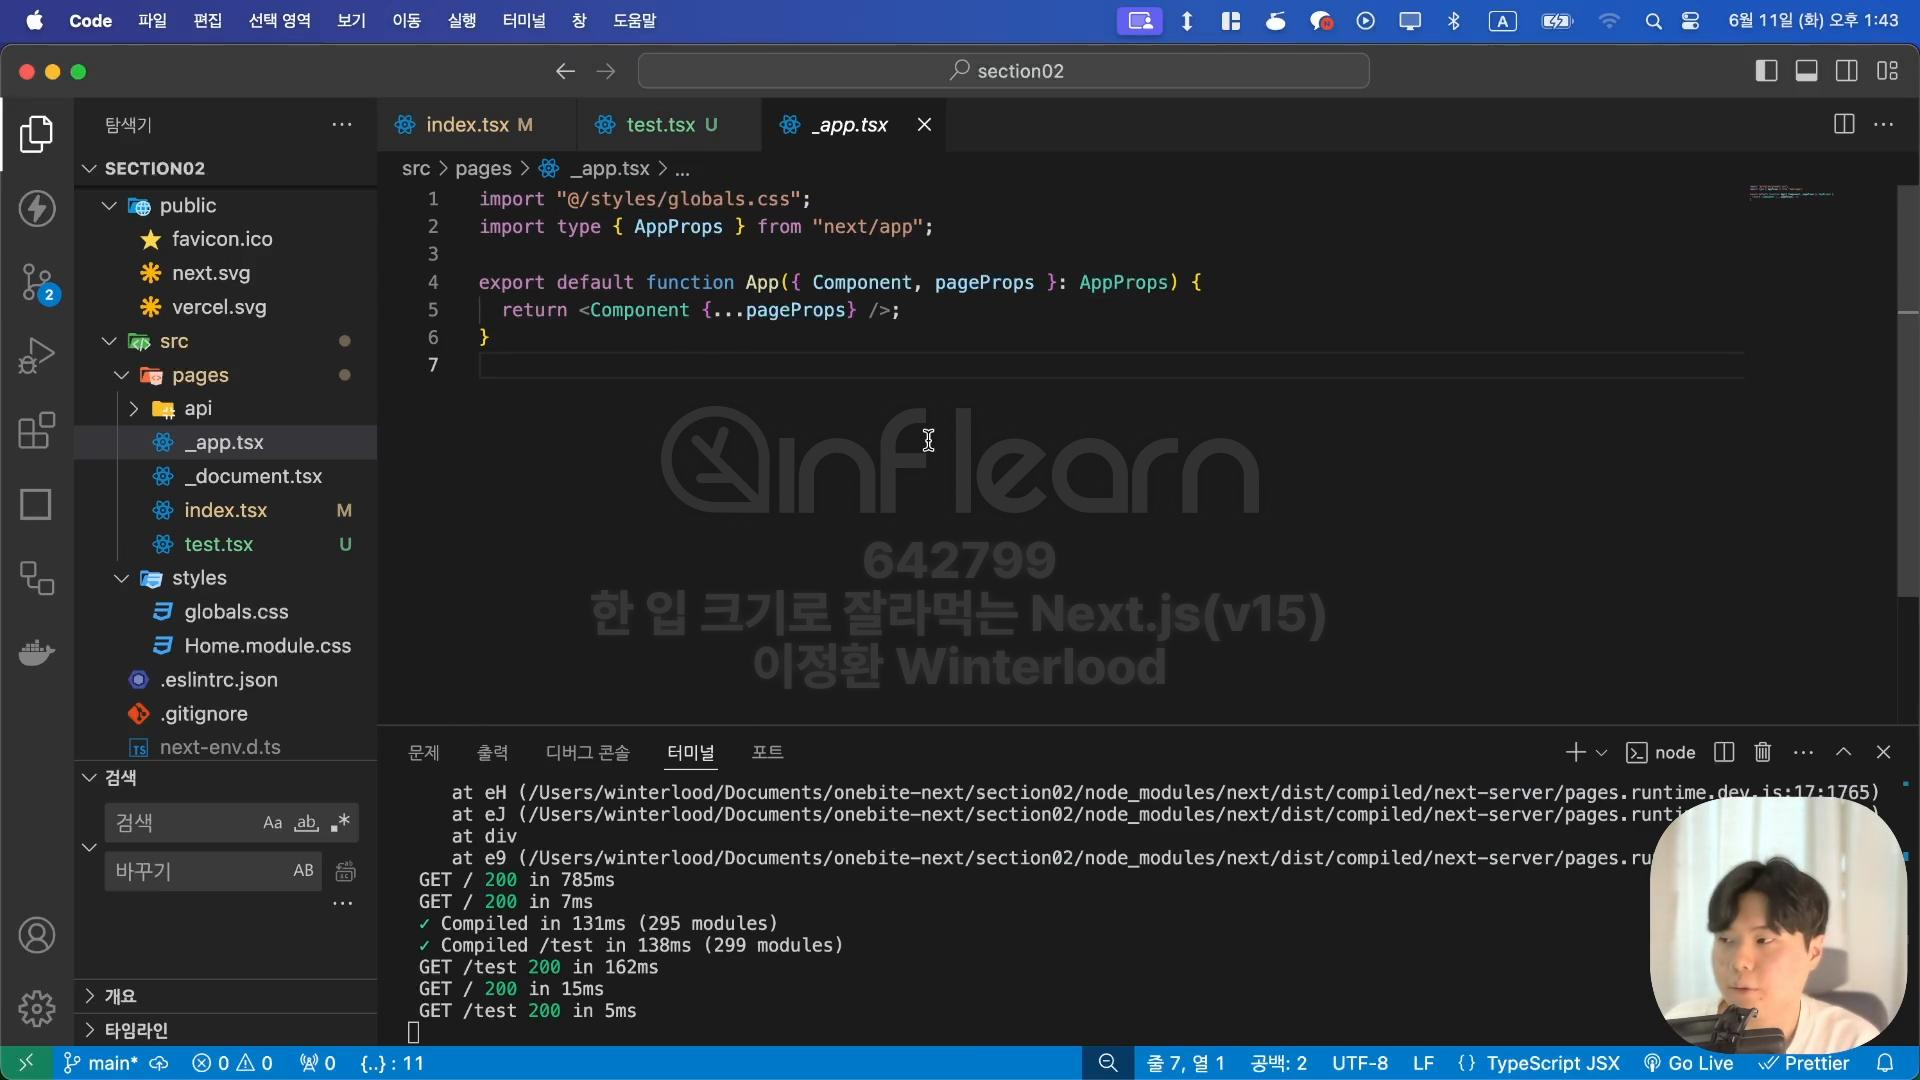 Code 파일 편집 선택 영역 보기 이동 실행 터미널 창 도움말 A 6월 11일 (화) 오후 1:43
section02
탐색기
index.tsx M
test.tsx U
_app.tsx
SECTION02
src > pages > _app.tsx > ...
public
favicon.ico
next.svg
vercel.svg
src
pages
api
_app.tsx
_document.tsx
index.tsx M
test.tsx U
styles
globals.css
Home.module.css
.eslintrc.json
.gitignore
next-env.d.ts
2
1 import "@/styles/globals.css";
2 import type { AppProps } from "next/app";
3
4 export default function App({ Component, pageProps }: AppProps) {
5 return <Component {...pageProps} />;
6 }
7
inflearn
642799
한 입 크기로 잘라먹는 Next.js(v15)
이정환 Winterlood
검색
검색 Aa ab .*
바꾸기 AB
개요
타임라인
문제 출력 디버그 콘솔 터미널 포트 node
at eH (/Users/winterlood/Documents/onebite-next/section02/node_modules/next/dist/compiled/next-server/pages.runtime.dev.js:17:1765)
at eJ (/Users/winterlood/Documents/onebite-next/section02/node_modules/next/dist/compiled/next-server/pages.runti
at div
at e9 (/Users/winterlood/Documents/onebite-next/section02/node_modules/next/dist/compiled/next-server/pages.ru
GET / 200 in 785ms
GET / 200 in 7ms
✓ Compiled in 131ms (295 modules)
✓ Compiled /test in 138ms (299 modules)
GET /test 200 in 162ms
GET / 200 in 15ms
GET /test 200 in 5ms
main* 0 0 0 {..} : 11 줄 7, 열 1 공백: 2 UTF-8 LF {} TypeScript JSX Go Live Prettier